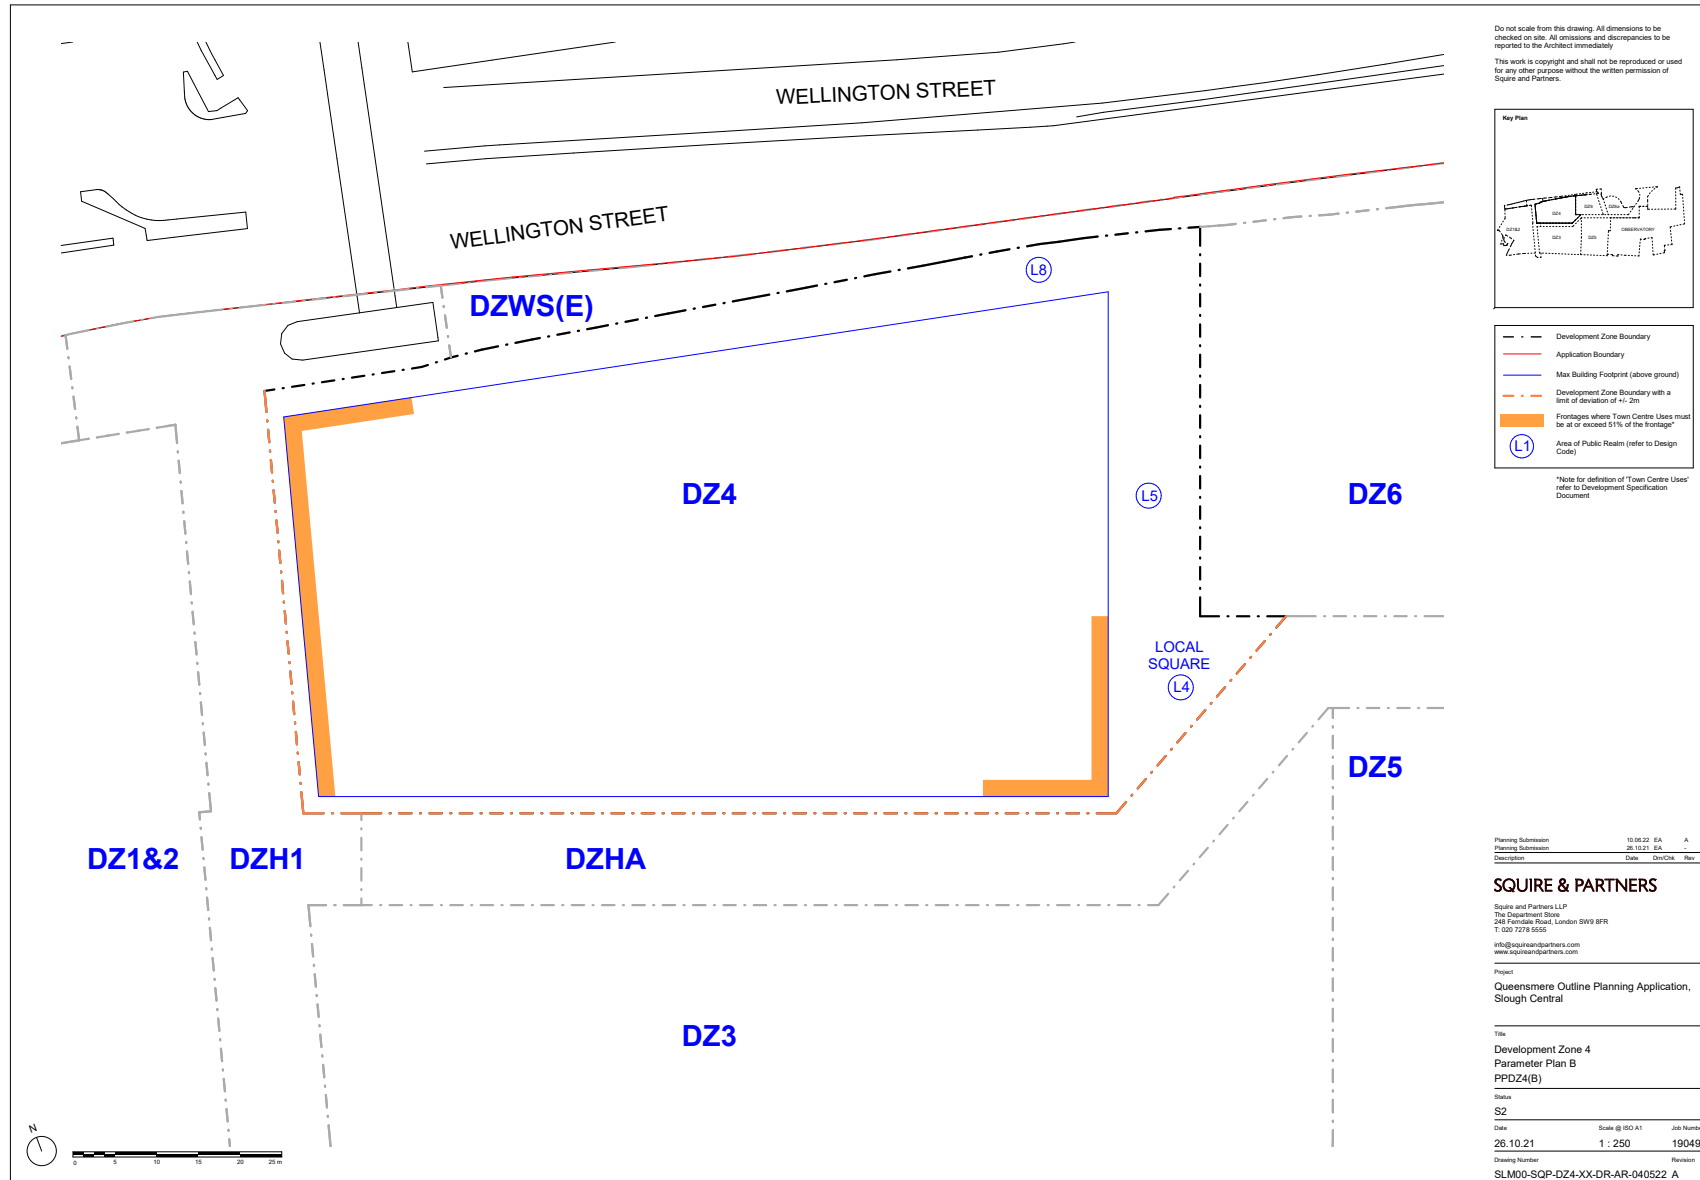 Do not scale from this drawing. All dimensions to be
checked on site. All omissions and discrepancies to be
reported to the Architect immediately
This work is copyright and shall not be reproduced or used
for any other purpose without the written permission of
Squire and Partners.
WELLINGTON STREET
WELLINGTON STREET
DZWS(E)
L8
DZ4
L5
DZ6
LOCAL
SQUARE
L4
DZ5
DZ1&2
DZH1
DZHA
DZ3
N
0 5 10 15 20 25 m
Key Plan
DZ4
DZ6
DZ6a
DZ1&2
DZ3
DZ5
OBSERVATORY
Development Zone Boundary
Application Boundary
Max Building Footprint (above ground)
Development Zone Boundary with a
limit of deviation of +/- 2m
Frontages where Town Centre Uses must
be at or exceed 51% of the frontage*
L1
Area of Public Realm (refer to Design
Code)
*Note for definition of 'Town Centre Uses'
refer to Development Specification
Document
Planning Submission 10.06.22 EA A
Planning Submission 26.10.21 EA -
Description Date Drn/Chk Rev
SQUIRE & PARTNERS
Squire and Partners LLP
The Department Store
248 Ferndale Road, London SW9 8FR
T: 020 7278 5555
info@squireandpartners.com
www.squireandpartners.com
Project
Queensmere Outline Planning Application,
Slough Central
Title
Development Zone 4
Parameter Plan B
PPDZ4(B)
Status
S2
Date Scale @ ISO A1 Job Numbe
26.10.21 1 : 250 19049
Drawing Number Revision
SLM00-SQP-DZ4-XX-DR-AR-040522 A